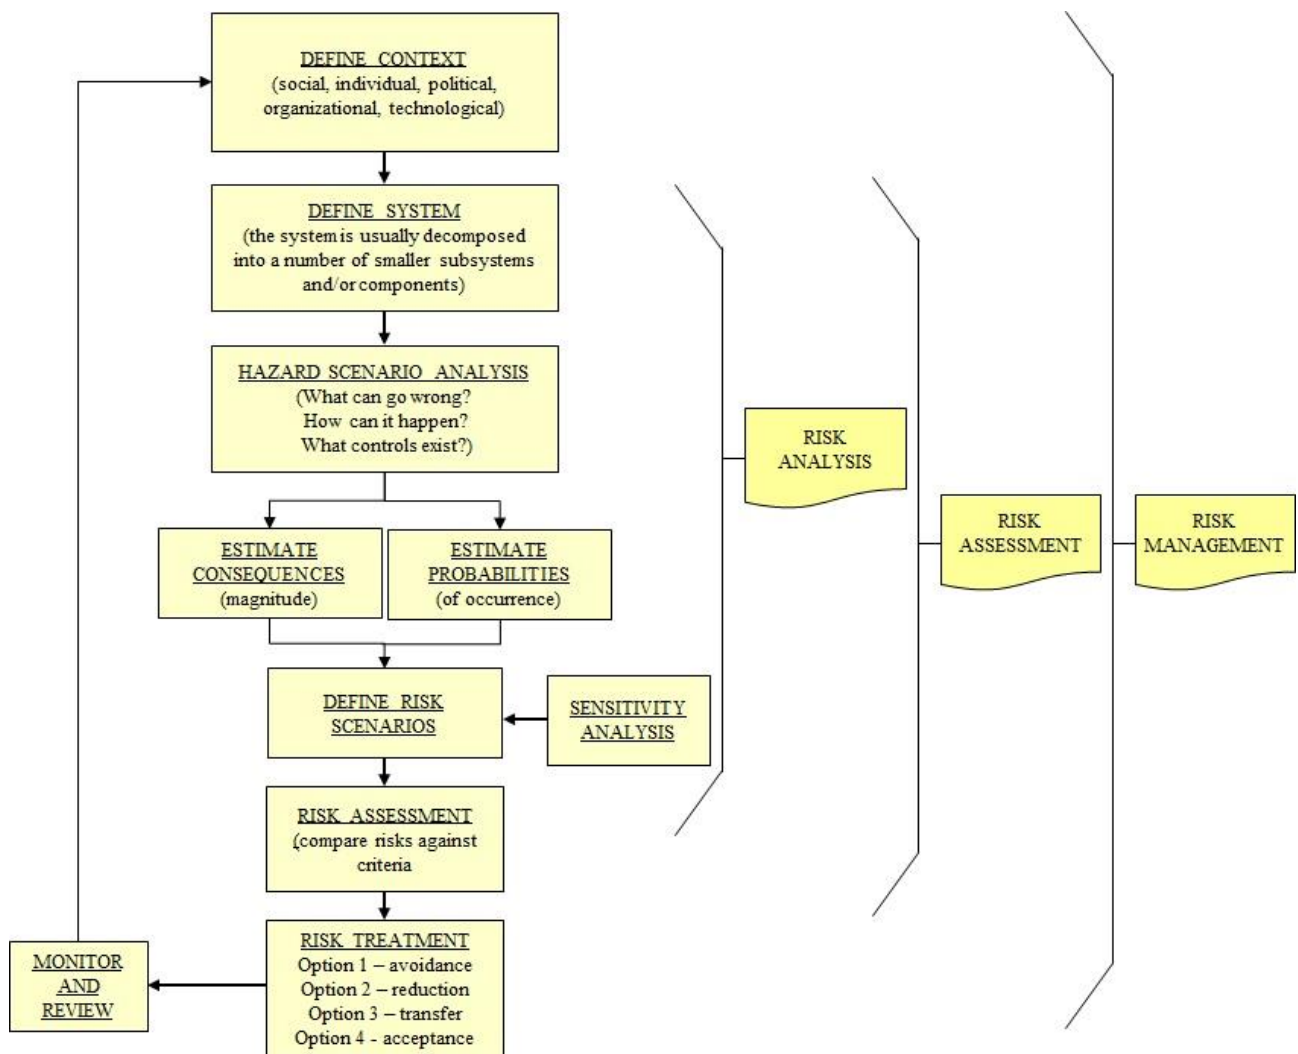 DEFINE CONTEXT
(social, individual, political,
organizational, technological)
DEFINE SYSTEM
(the system is usually decomposed
into a number of smaller subsystems
and/or components)
HAZARD SCENARIO ANALYSIS
(What can go wrong?
How can it happen?
What controls exist?)
ESTIMATE
CONSEQUENCES
(magnitude)
ESTIMATE
PROBABILITIES
(of occurrence)
DEFINE RISK
SCENARIOS
SENSITIVITY
ANALYSIS
RISK ASSESSMENT
(compare risks against
criteria
RISK TREATMENT
Option 1 – avoidance
Option 2 – reduction
Option 3 – transfer
Option 4 - acceptance
MONITOR
AND
REVIEW
RISK
ANALYSIS
RISK
ASSESSMENT
RISK
MANAGEMENT